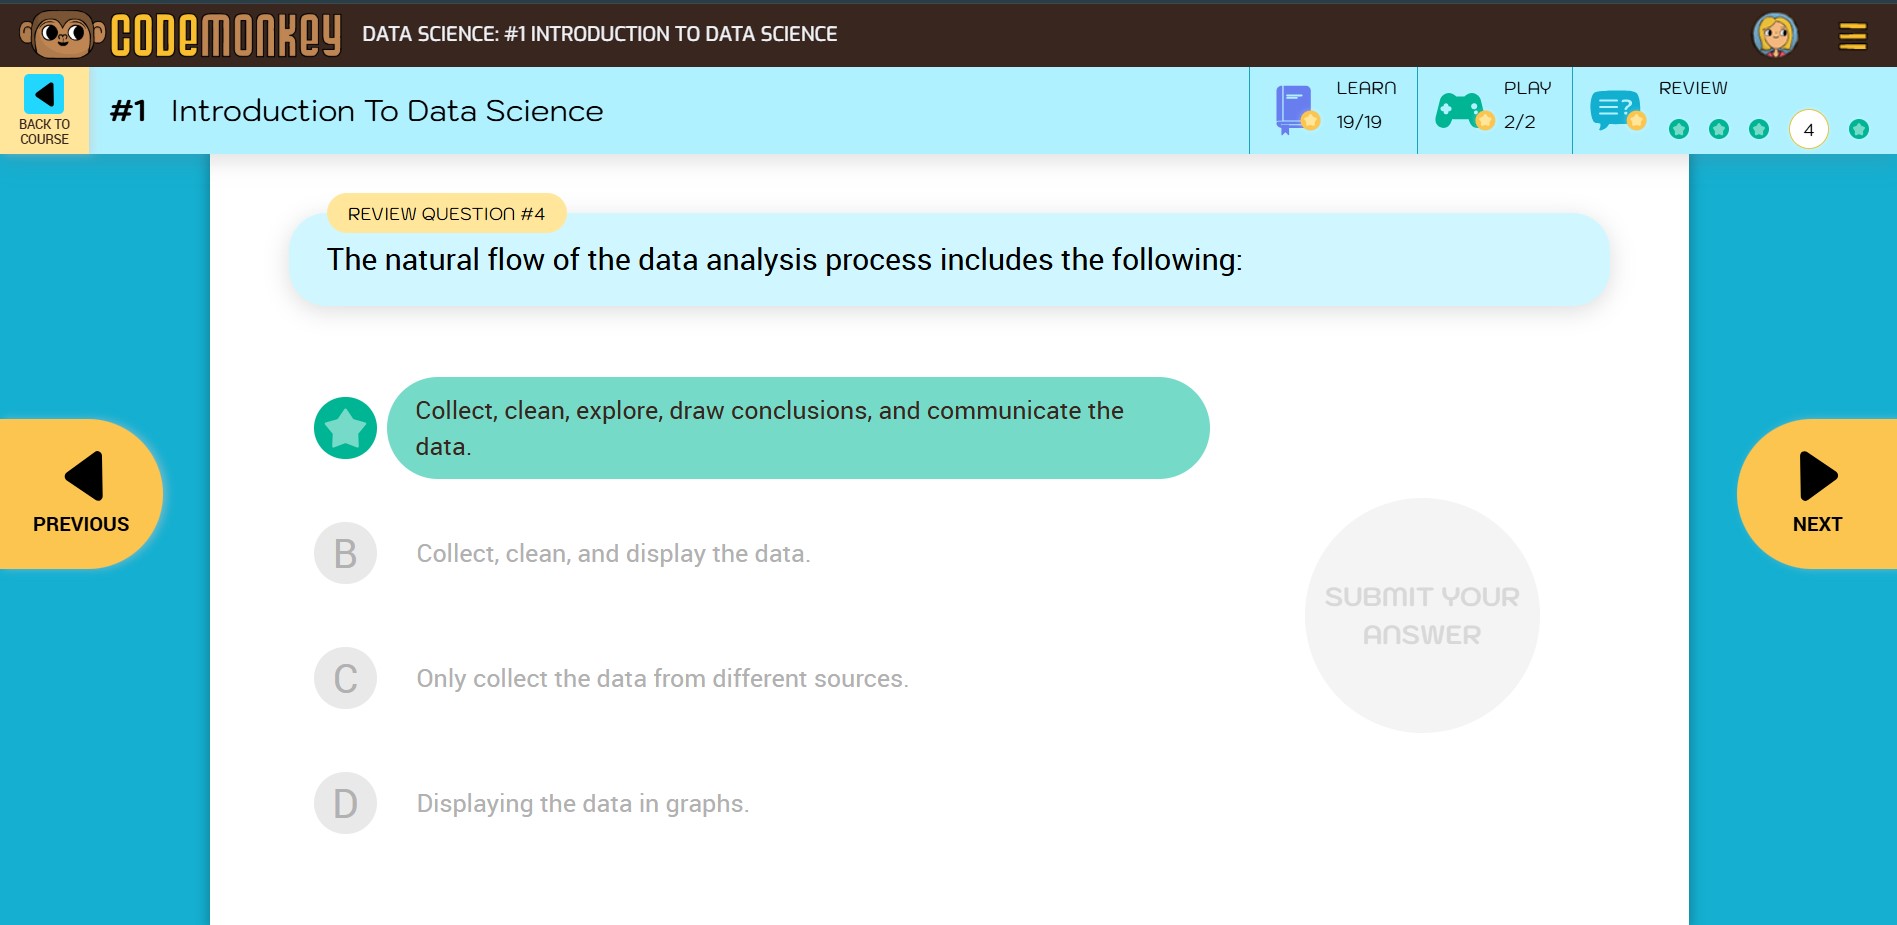 CODEMONKEY
DATA SCIENCE: #1 INTRODUCTION TO DATA SCIENCE
BACK TO
COURSE
#1 Introduction To Data Science
LEARN
19/19
PLAY
2/2
REVIEW
4
REVIEW QUESTION #4
The natural flow of the data analysis process includes the following:
Collect, clean, explore, draw conclusions, and communicate the
data.
B Collect, clean, and display the data.
C Only collect the data from different sources.
D Displaying the data in graphs.
SUBMIT YOUR
ANSWER
PREVIOUS
NEXT